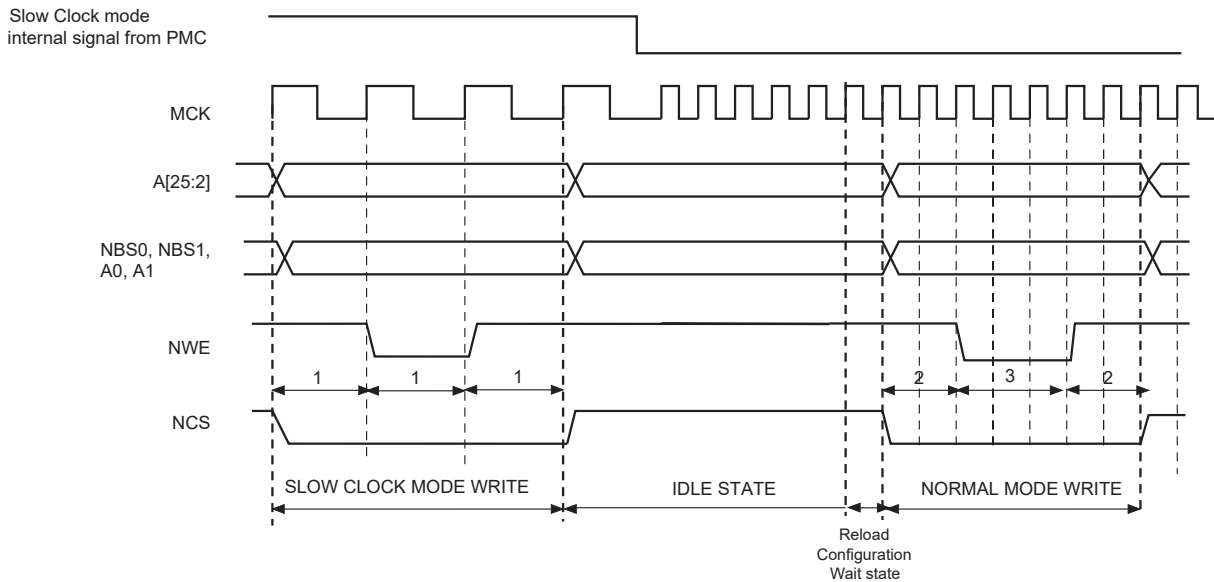 Slow Clock mode
internal signal from PMC
MCK
A[25:2]
NBS0, NBS1,
A0, A1
NWE
1 1 1 2 3 2
NCS
SLOW CLOCK MODE WRITE IDLE STATE NORMAL MODE WRITE
Reload
Configuration
Wait state